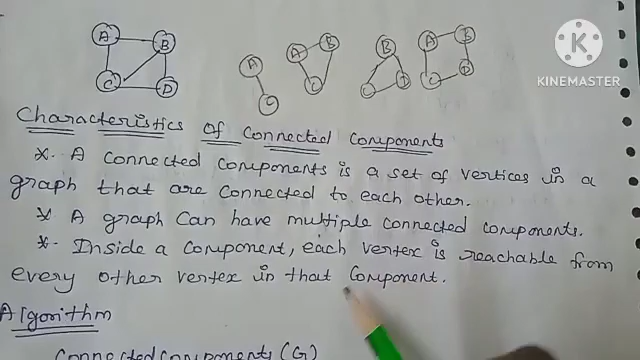 A B C D
A C
A B C
B C D
A B C D
K
KINEMASTER
Characteristics of Connected Components
*. A connected components is a set of vertices in a
graph that are connected to each other.
* A graph can have multiple connected components.
*. Inside a component, each vertex is reachable from
every other vertex in that component.
Algorithm
Connected components (G)